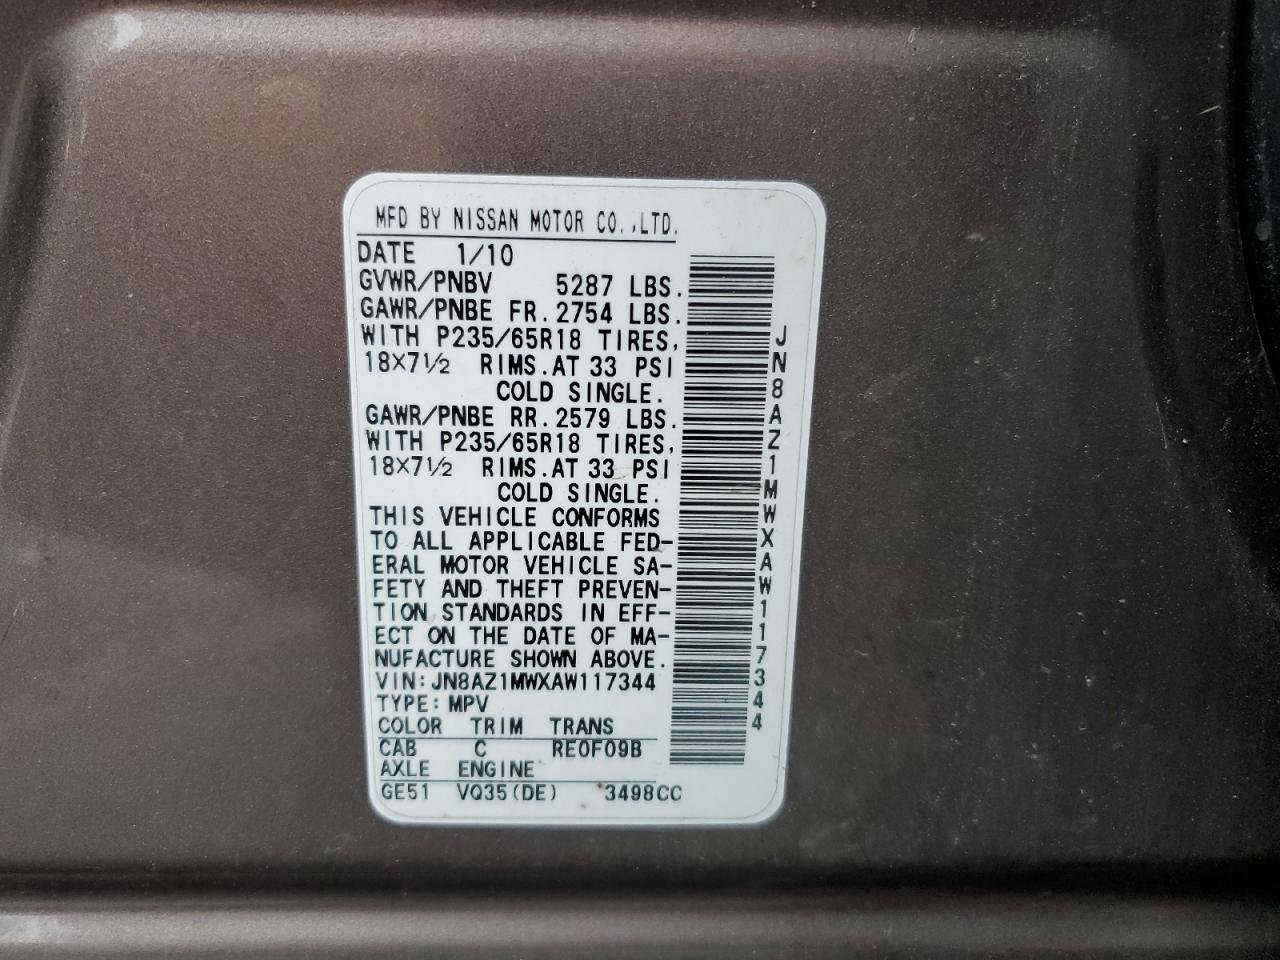 MFD BY NISSAN MOTOR CO.,LTD.
DATE 1/10
GVWR/PNBV 5287 LBS.
GAWR/PNBE FR. 2754 LBS.
WITH P235/65R18 TIRES,
18×7½ RIMS. AT 33 PSI
COLD SINGLE.
GAWR/PNBE RR. 2579 LBS.
WITH P235/65R18 TIRES,
18×7½ RIMS. AT 33 PSI
COLD SINGLE.
THIS VEHICLE CONFORMS
TO ALL APPLICABLE FED-
ERAL MOTOR VEHICLE SA-
FETY AND THEFT PREVEN-
TION STANDARDS IN EFF-
ECT ON THE DATE OF MA-
NUFACTURE SHOWN ABOVE.
VIN: JN8AZ1MWXAW117344
TYPE: MPV
COLOR TRIM TRANS
CAB C RE0F09B
AXLE ENGINE
GE51 VQ35(DE) 3498CC
JN8AZ1MWXAW117344